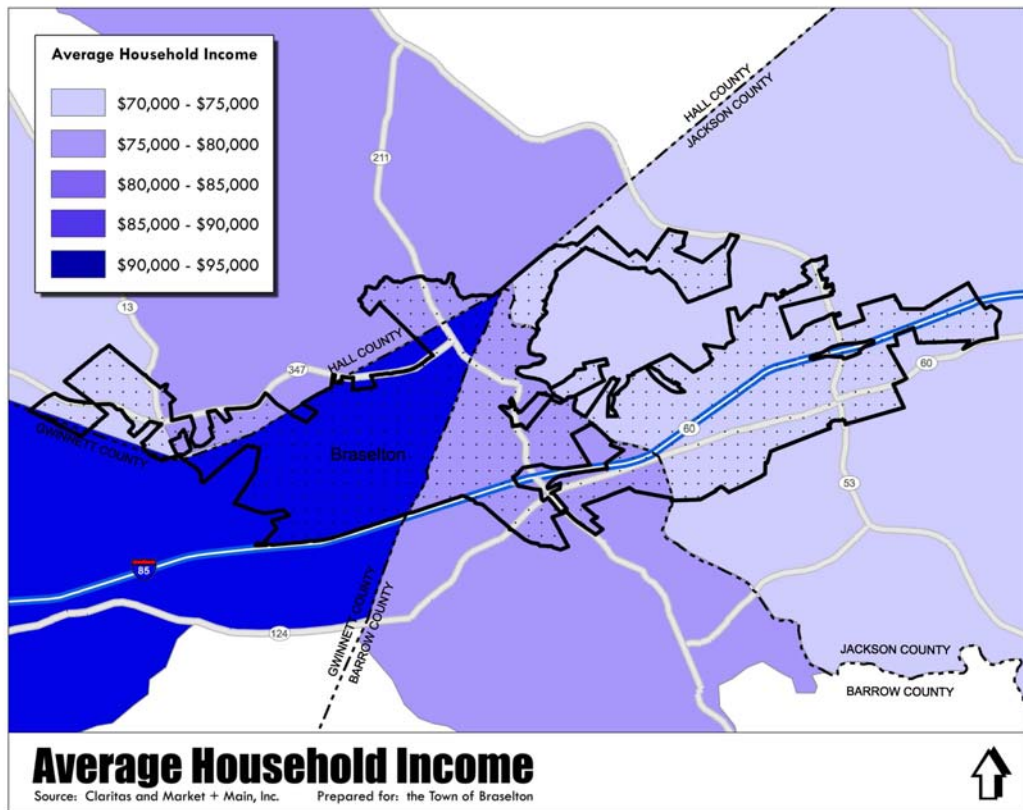 Average Household Income
$70,000 - $75,000
$75,000 - $80,000
$80,000 - $85,000
$85,000 - $90,000
$90,000 - $95,000
HALL COUNTY
JACKSON COUNTY
211
13
347
HALL COUNTY
GWINNETT COUNTY
Braselton
60
60
53
85
124
GWINNETT COUNTY
BARROW COUNTY
JACKSON COUNTY
BARROW COUNTY
Average Household Income
Source: Claritas and Market + Main, Inc. Prepared for: the Town of Braselton